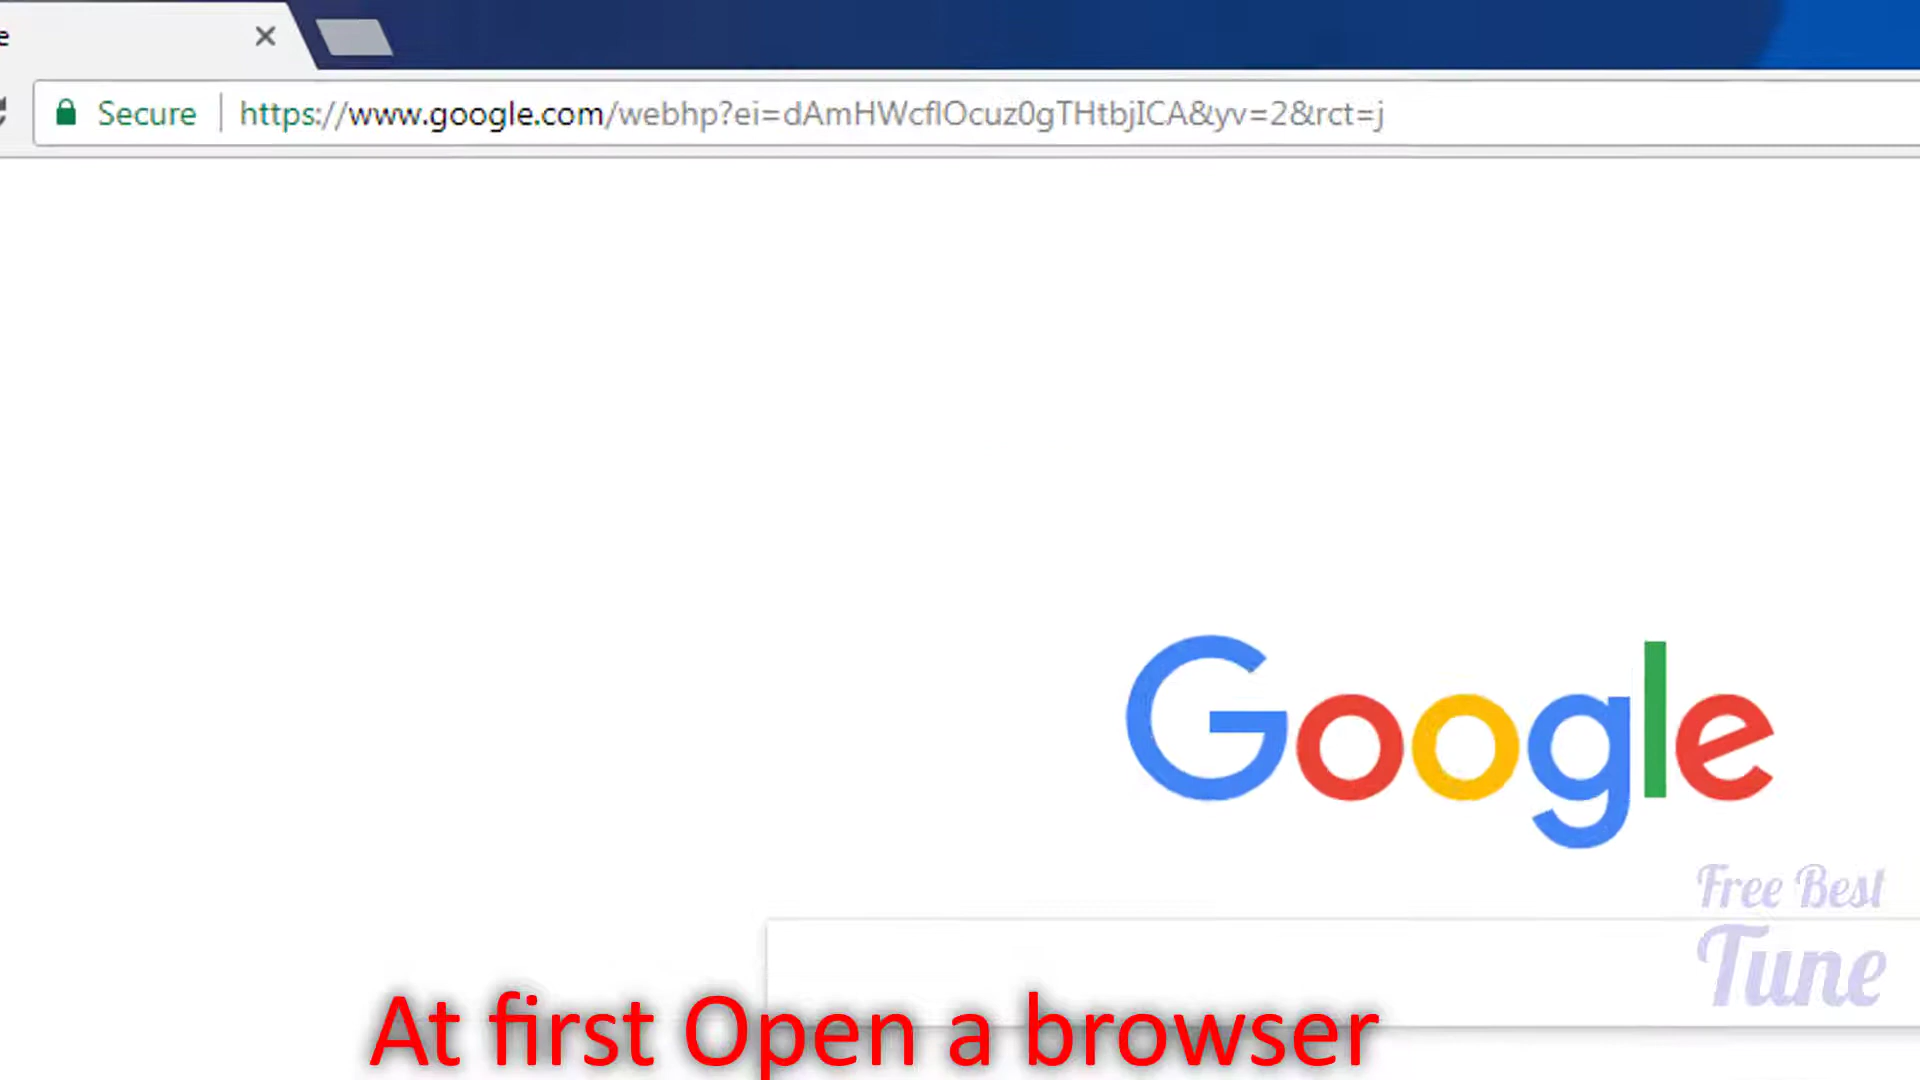 e
Secure https://www.google.com/webhp?ei=dAmHWcflOcuz0gTHtbjICA&yv=2&rct=j
Google
Free Best
Tune
At first Open a browser